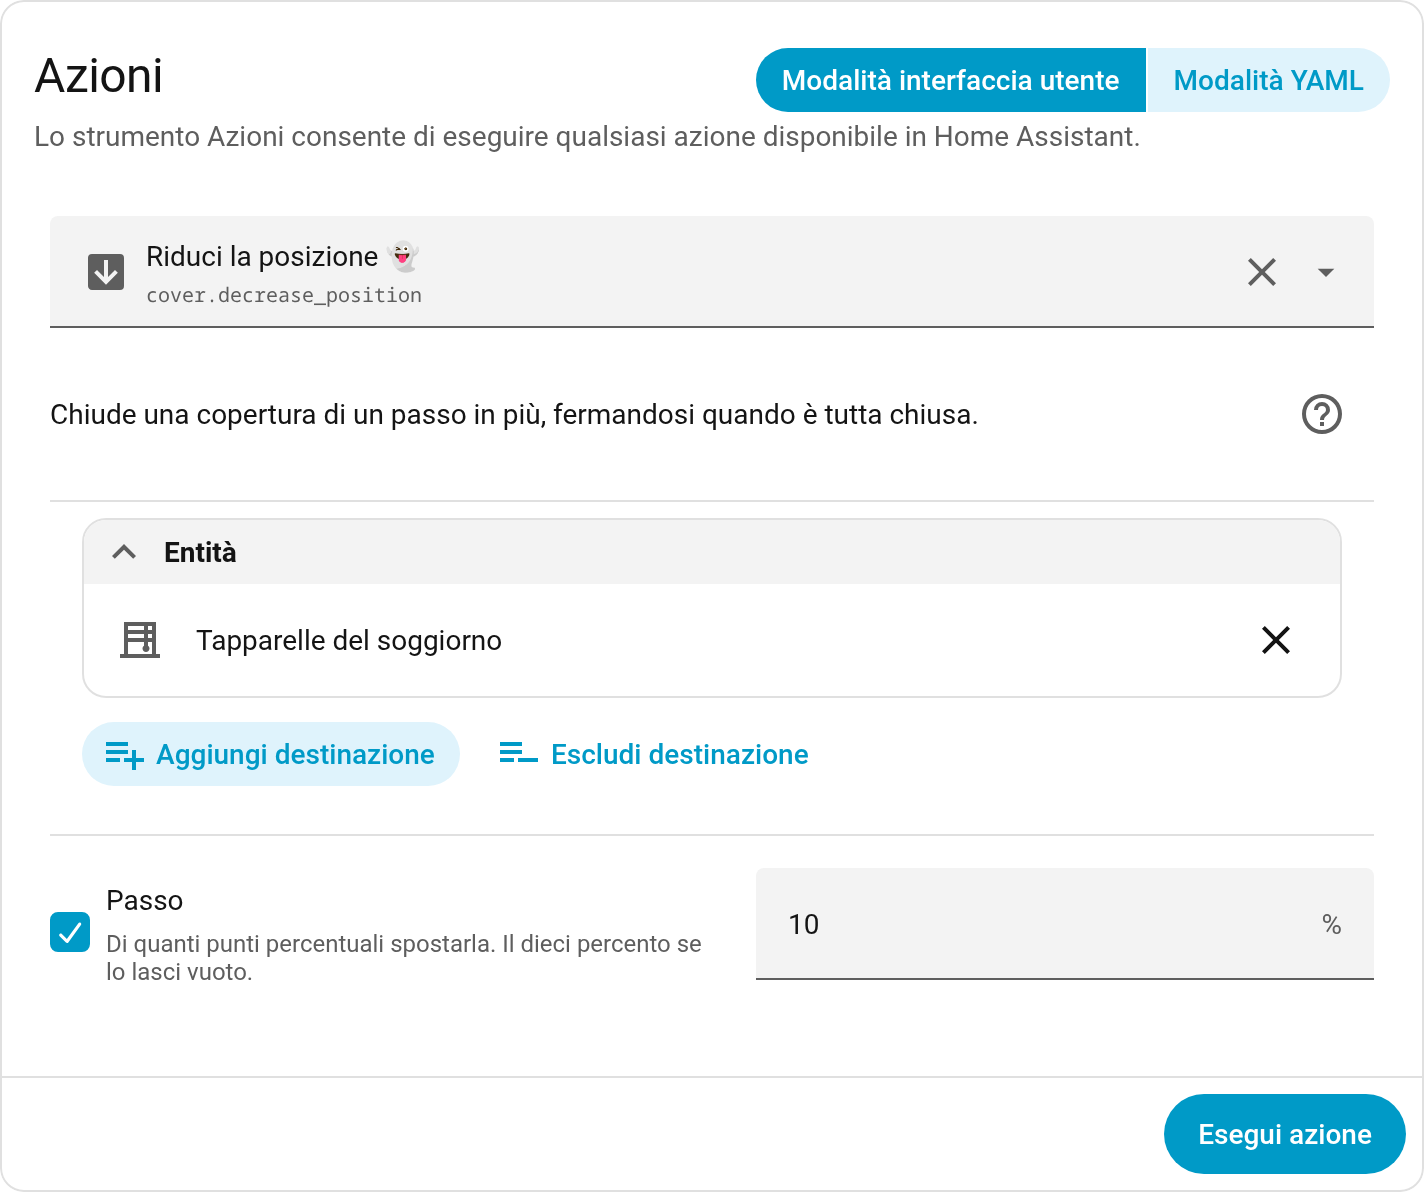 Azioni
Modalità interfaccia utente
Modalità YAML
Lo strumento Azioni consente di eseguire qualsiasi azione disponibile in Home Assistant.
Riduci la posizione 👻
cover.decrease_position
Chiude una copertura di un passo in più, fermandosi quando è tutta chiusa.
Entità
Tapparelle del soggiorno
Aggiungi destinazione
Escludi destinazione
Passo
Di quanti punti percentuali spostarla. Il dieci percento se
lo lasci vuoto.
10
%
Esegui azione